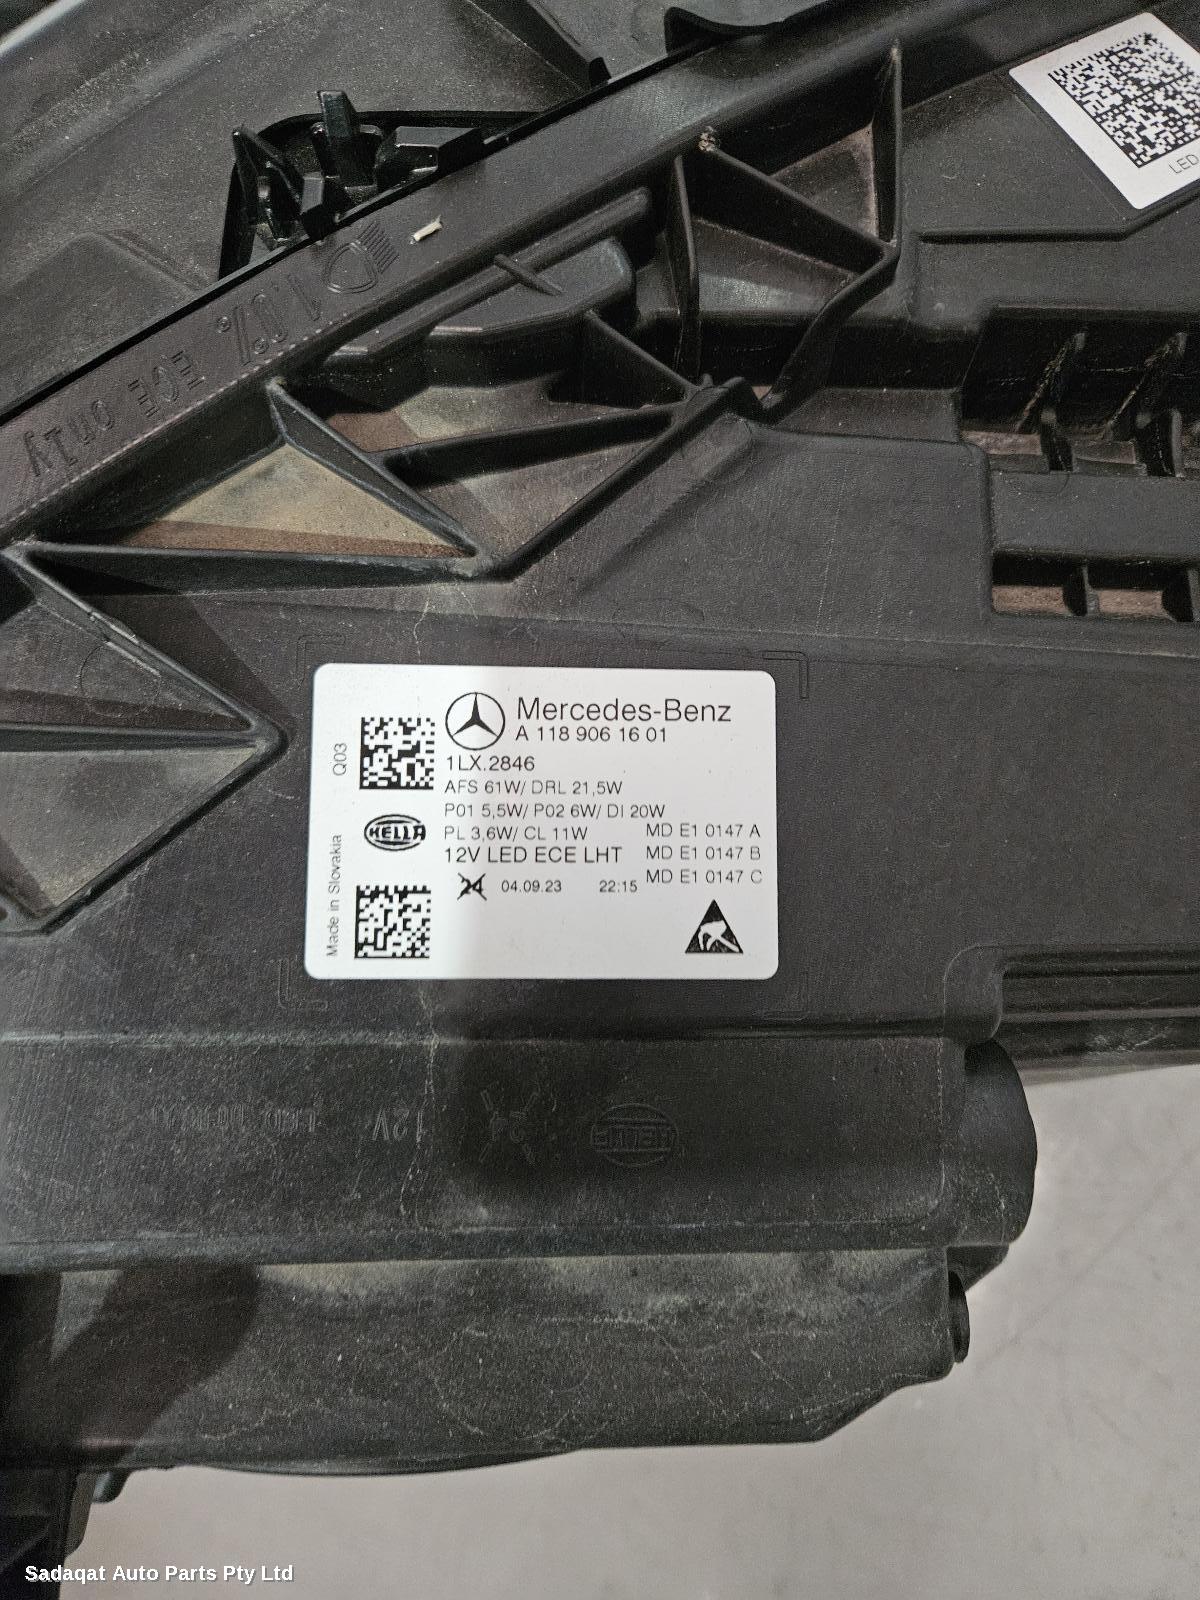 LED
1.0% ECE only
Mercedes-Benz
A 118 906 16 01
1LX.2846
AFS 61W/ DRL 21,5W
P01 5,5W/ P02 6W/ DI 20W
PL 3,6W/ CL 11W
MD E1 0147 A
12V LED ECE LHT
MD E1 0147 B
24 04.09.23 22:15
MD E1 0147 C
Q03
HELLA
Made in Slovakia
12V
24
HELLA
Sadaqat Auto Parts Pty Ltd